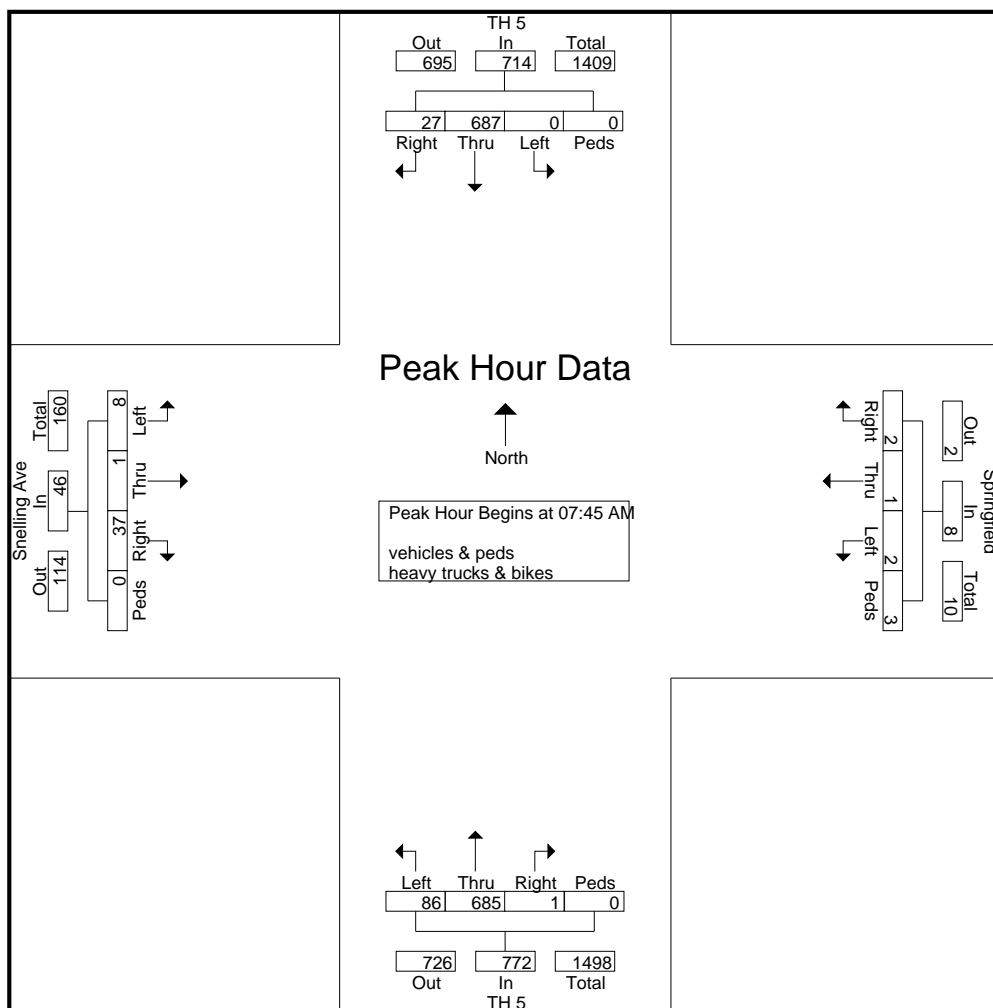 TH 5
Out In Total
695 714 1409
27 687 0 0
Right Thru Left Peds
Peak Hour Data
North
Peak Hour Begins at 07:45 AM
vehicles & peds
heavy trucks & bikes
Snelling Ave
Out In Total
114 46 160
8 1 37 0
Left Thru Right Peds
Right Thru Left Peds
2 1 2 3
Out In Total
2 8 10
Springfield
Left Thru Right Peds
86 685 1 0
726 772 1498
Out In Total
TH 5